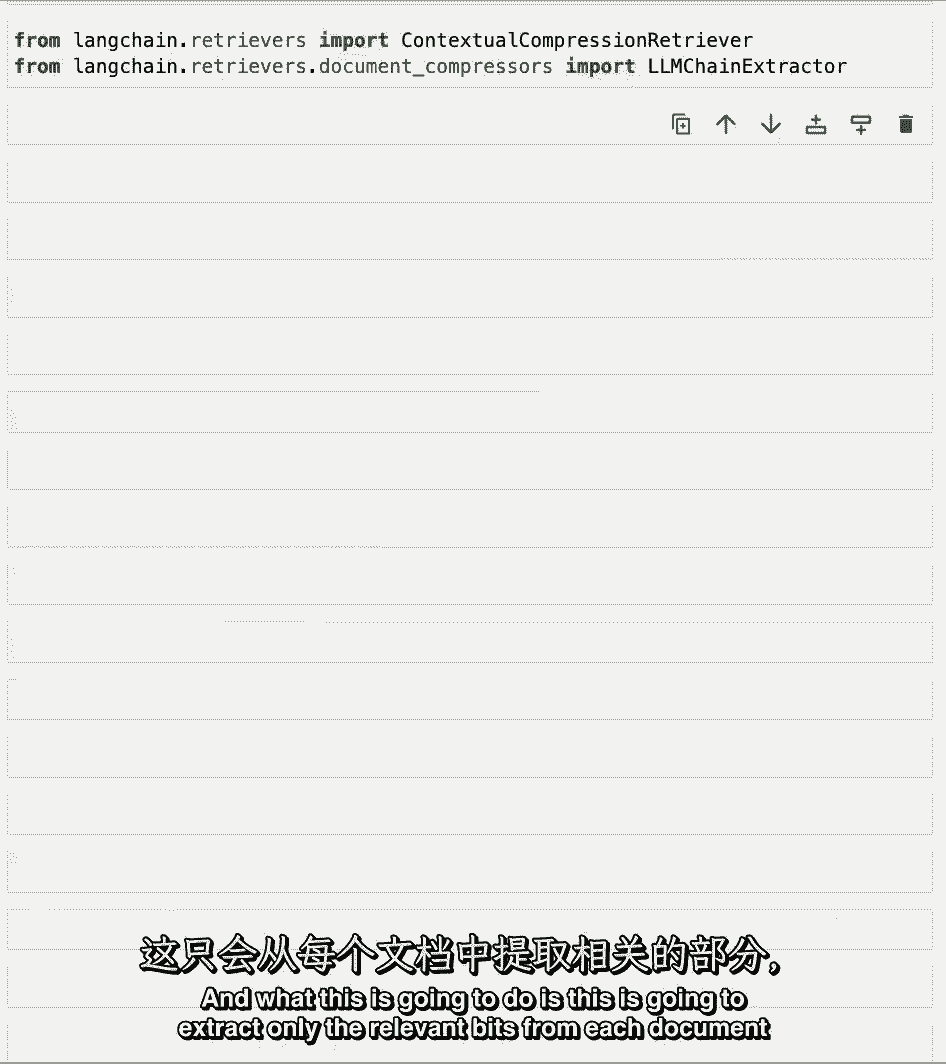 from langchain.retrievers import ContextualCompressionRetriever
from langchain.retrievers.document_compressors import LLMChainExtractor
这只会从每个文档中提取相关的部分，
And what this is going to do is this is going to
extract only the relevant bits from each document